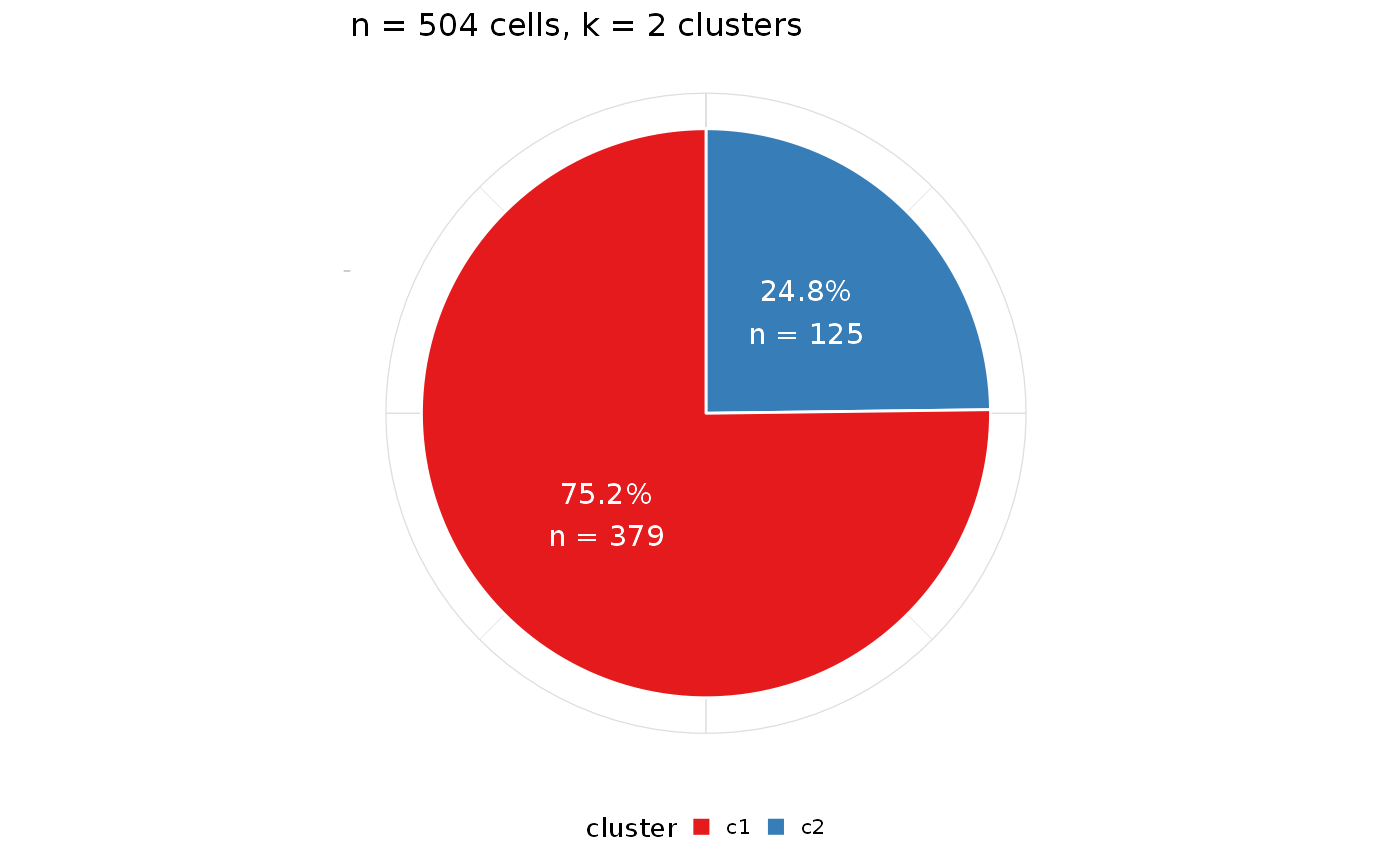 n = 504 cells, k = 2 clusters
24.8%
n = 125
75.2%
n = 379
cluster c1 c2